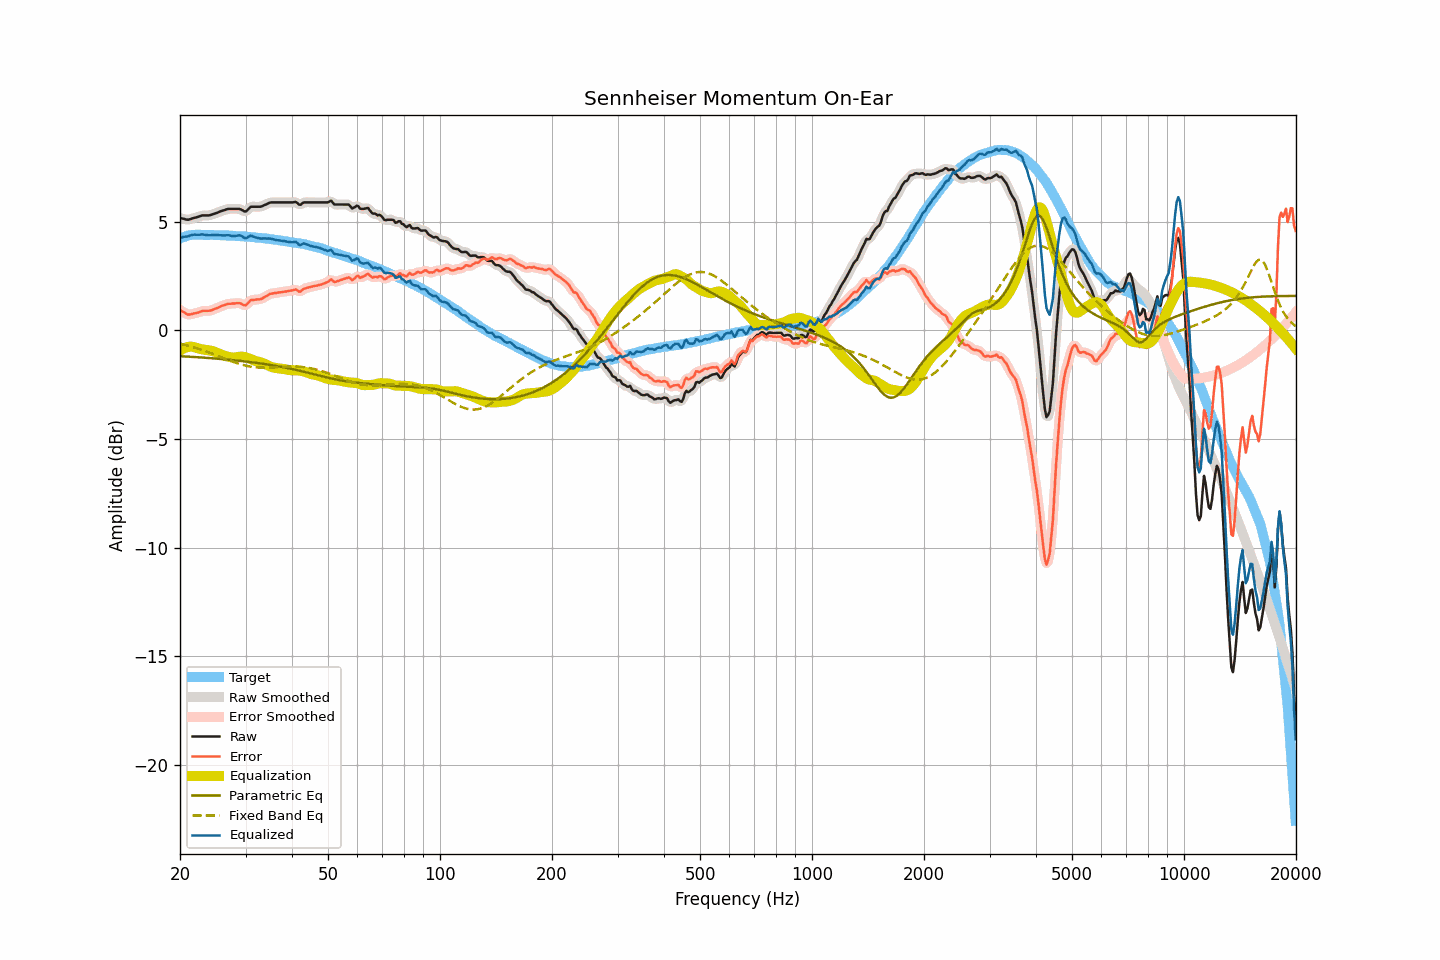 Sennheiser Momentum On-Ear
Amplitude (dBr)
5
0
−5
−10
−15
−20
Target
Raw Smoothed
Error Smoothed
Raw
Error
Equalization
Parametric Eq
Fixed Band Eq
Equalized
20 50 100 200 500 1000 2000 5000 10000 20000
Frequency (Hz)